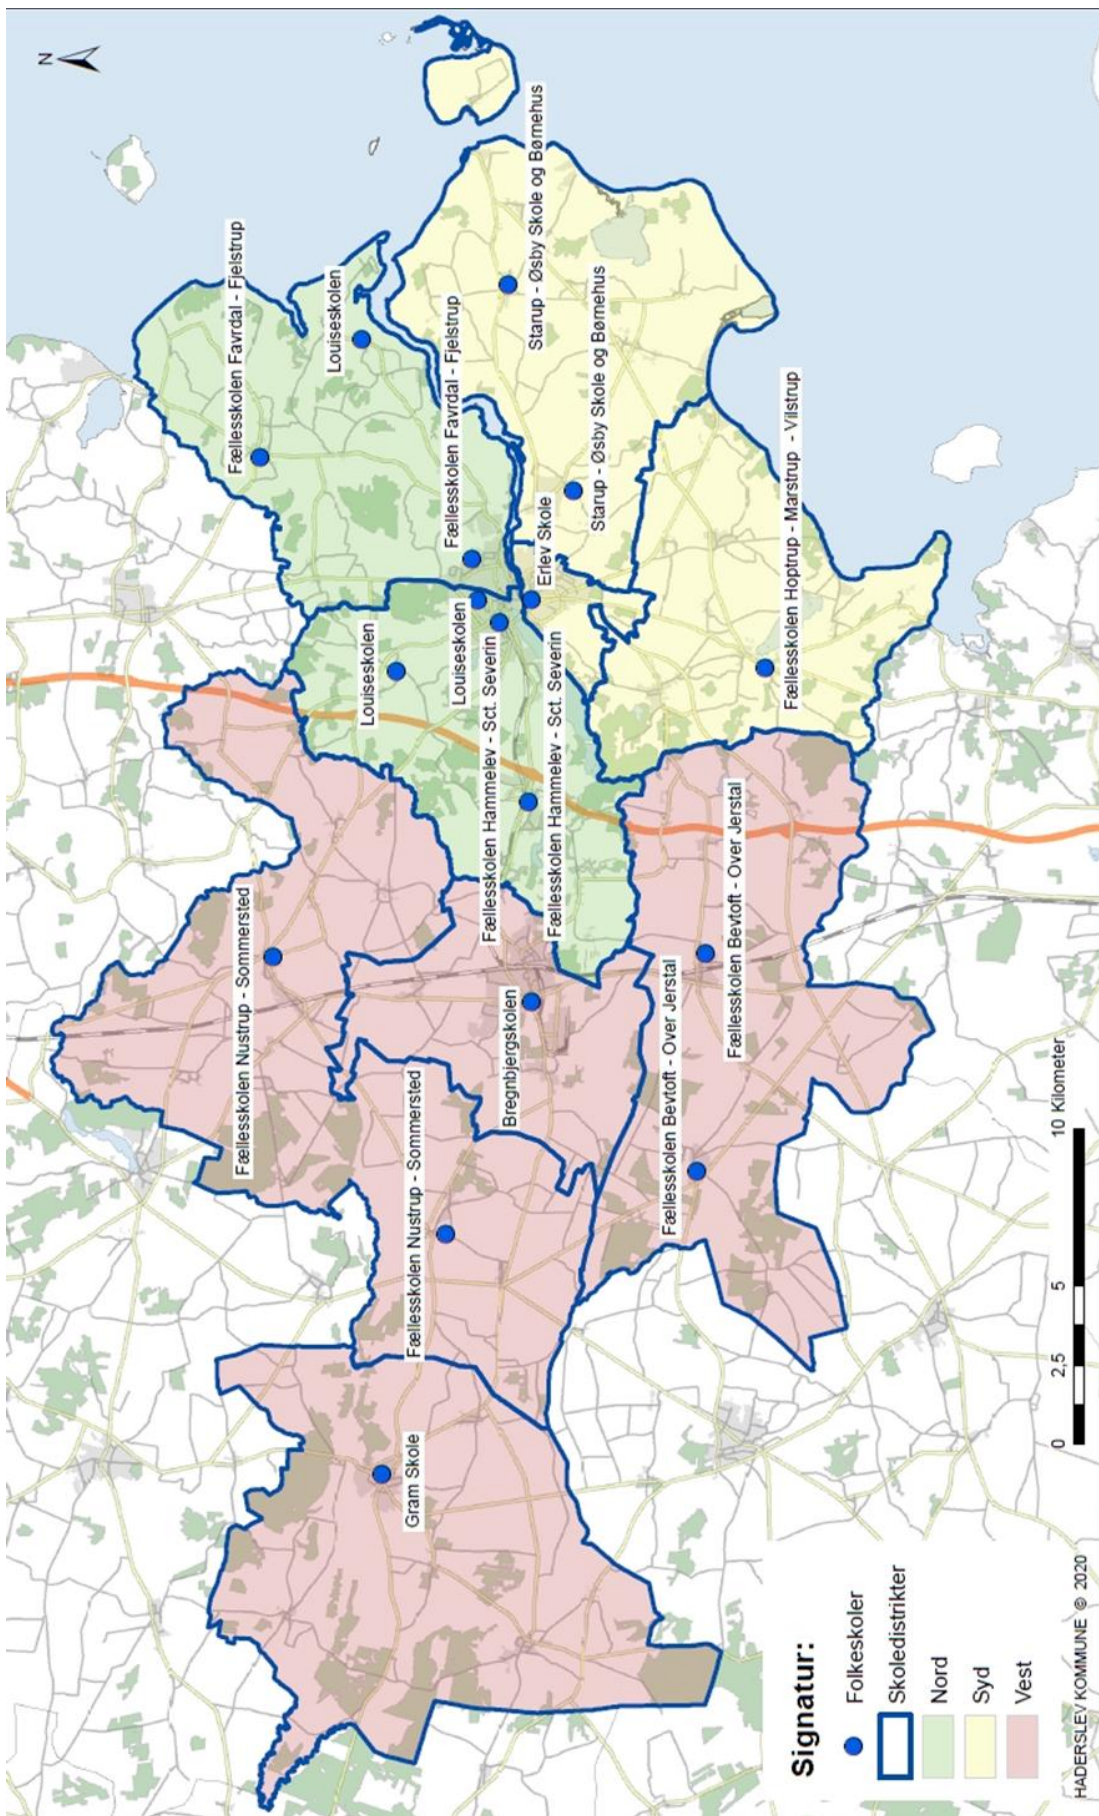 N
Fællesskolen Favrdal - Fjelstrup
Louiseskolen
Fællesskolen Favrdal - Fjelstrup
Starup - Øsby Skole og Børnehus
Starup - Øsby Skole og Børnehus
Erlev Skole
Louiseskolen
Louiseskolen
Fællesskolen Hammelev - Sct. Severin
Fællesskolen Hammelev - Sct. Severin
Fællesskolen Hoptrup - Marstrup - Vilstrup
Fællesskolen Nustrup - Sommersted
Bregnbjergskolen
Fællesskolen Nustrup - Sommersted
Fællesskolen Bevtoft - Over Jerstal
Fællesskolen Bevtoft - Over Jerstal
Gram Skole
Signatur:
Folkeskoler
Skoledistrikter
Nord
Syd
Vest
0 2,5 5 10 Kilometer
HADERSLEV KOMMUNE © 2020